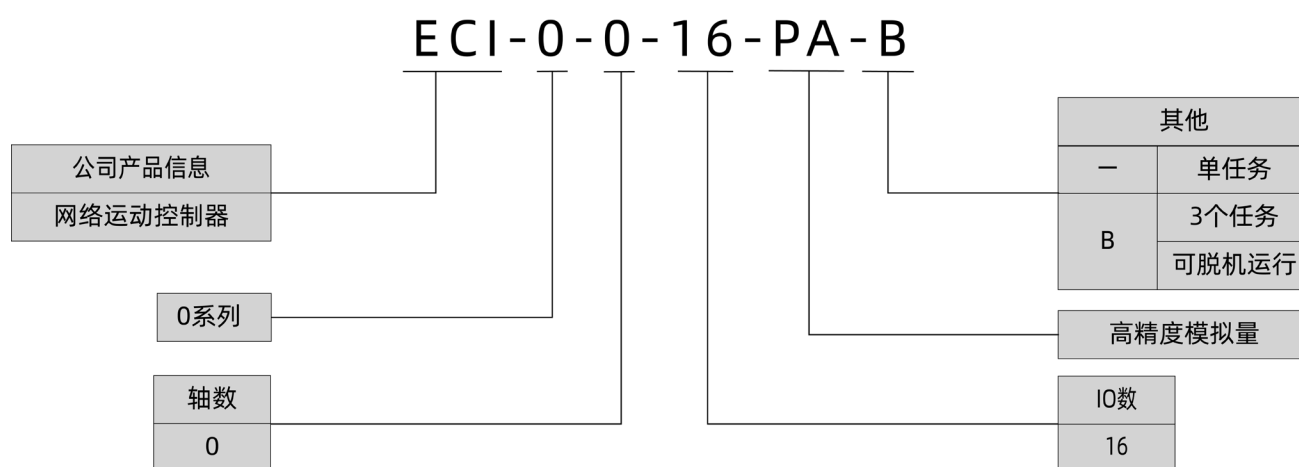 ECI-0-0-16-PA-B
公司产品信息
网络运动控制器
0系列
轴数
0
其他
— 单任务
B 3个任务
可脱机运行
高精度模拟量
IO数
16